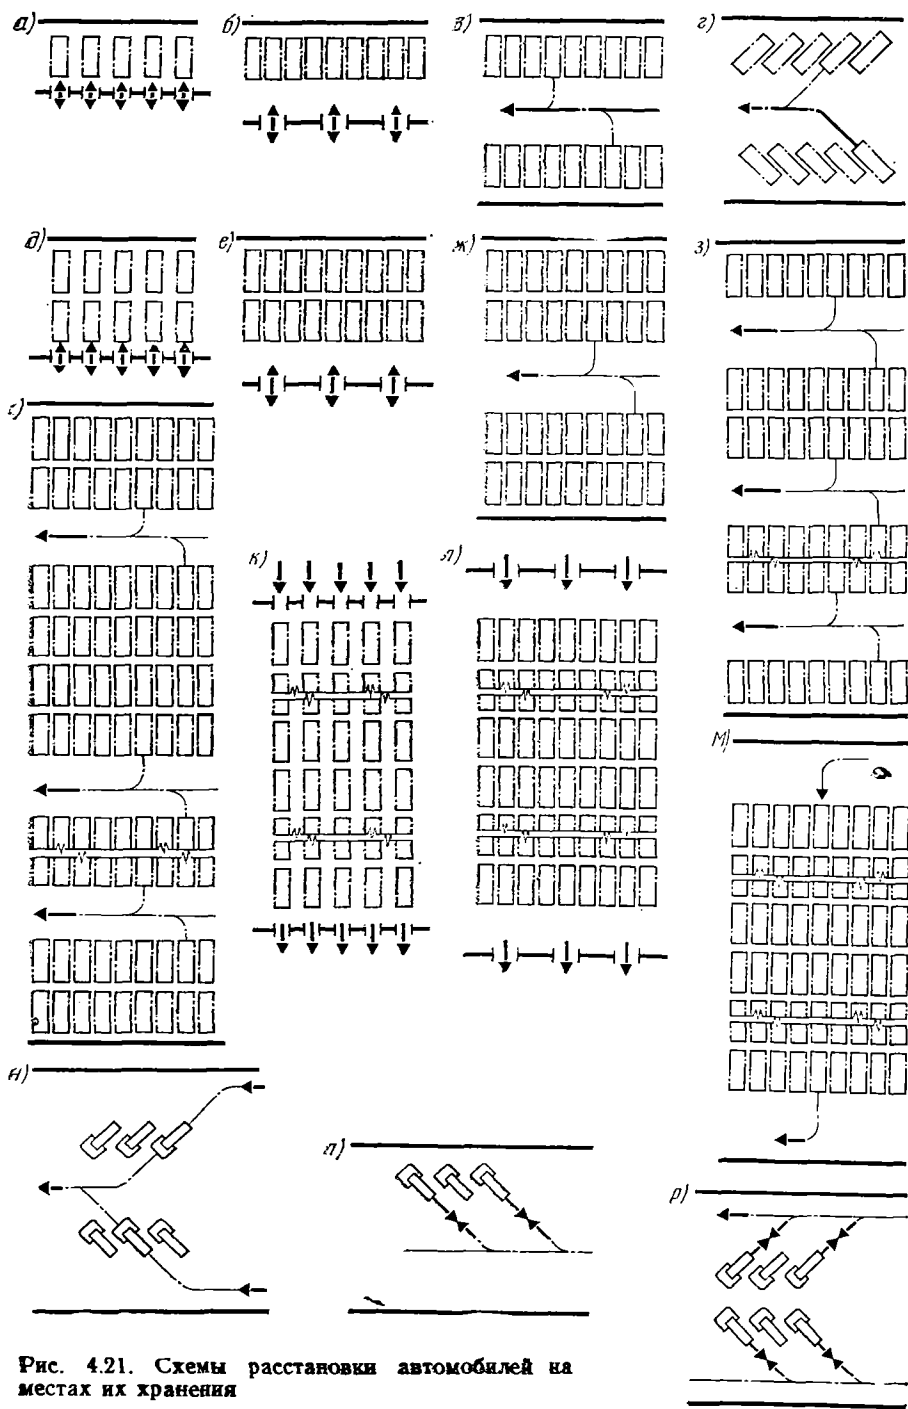 а)
б)
в)
г)
д)
е)
ж)
з)
к)
л)
М)
н)
п)
р)
Рис. 4.21. Схемы расстановки автомобилей на
местах их хранения